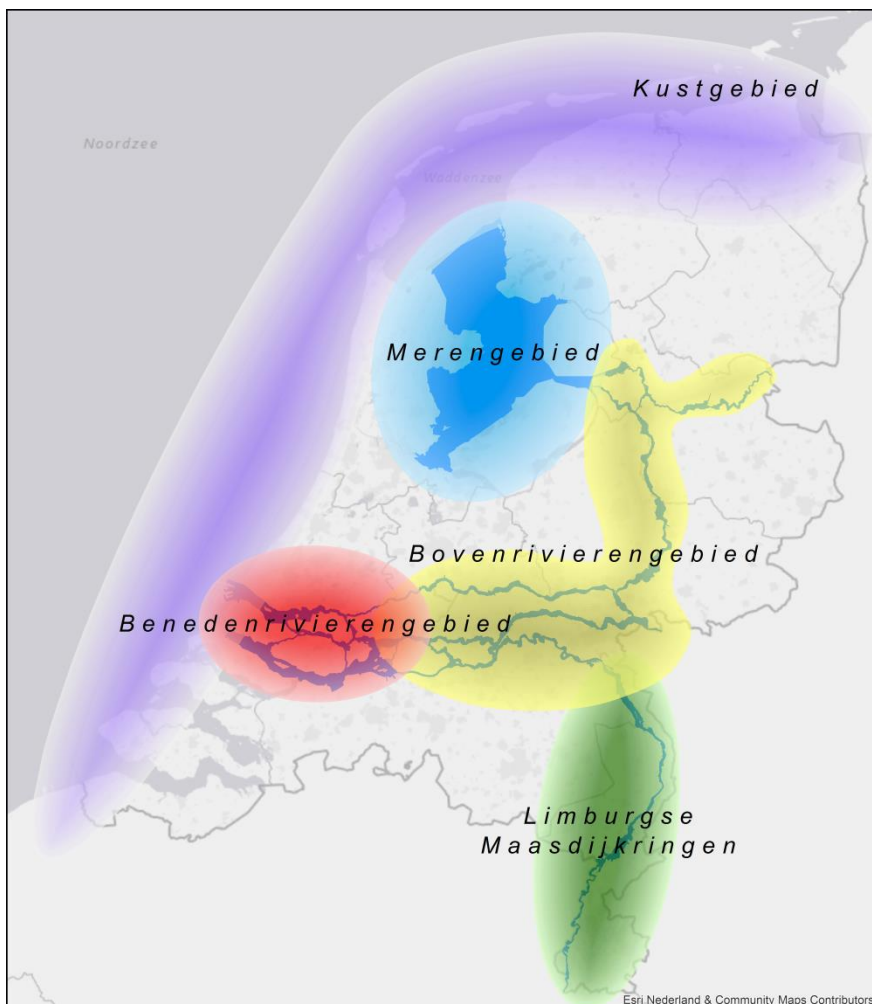 Kustgebied
Noordzee
Waddenzee
Merengebied
Bovenrivierengebied
Benedenrivierengebied
Limburgse
Maasdijkringen
Esri Nederland & Community Maps Contributors